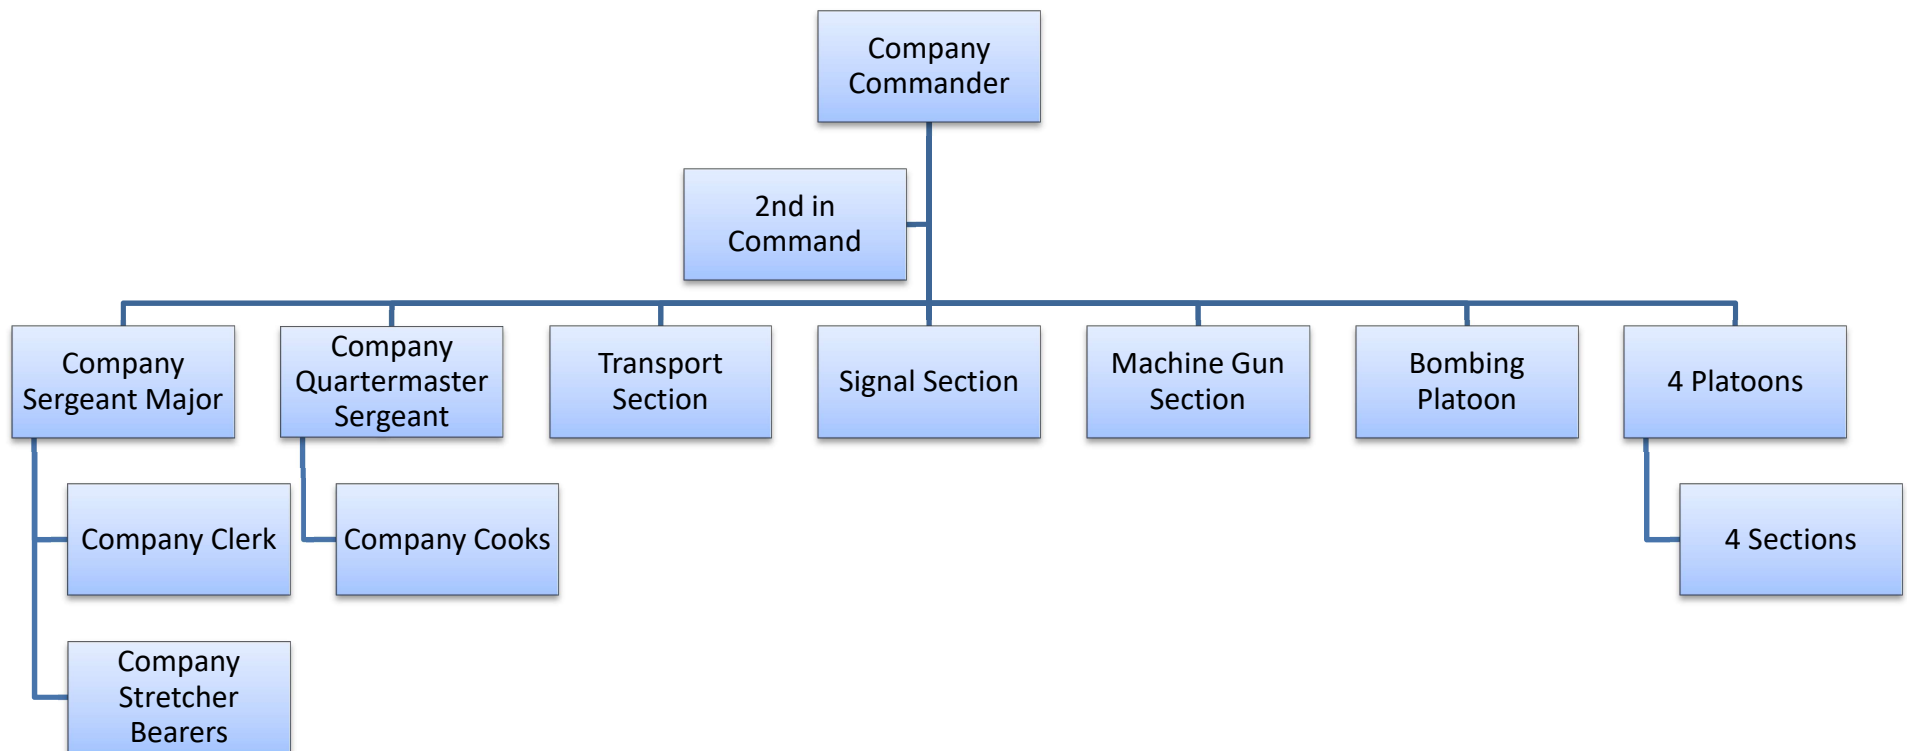 Company
Commander
2nd in
Command
Company
Sergeant Major
Company
Quartermaster
Sergeant
Transport
Section
Signal Section
Machine Gun
Section
Bombing
Platoon
4 Platoons
Company Clerk
Company Cooks
4 Sections
Company
Stretcher
Bearers